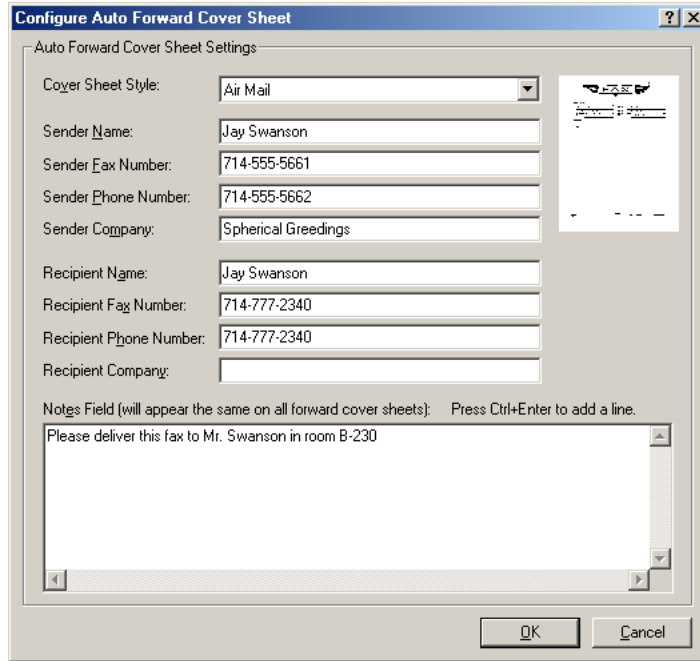 Configure Auto Forward Cover Sheet
Auto Forward Cover Sheet Settings
Cover Sheet Style: Air Mail
Sender Name: Jay Swanson
Sender Fax Number: 714-555-5661
Sender Phone Number: 714-555-5662
Sender Company: Spherical Greedings
Recipient Name: Jay Swanson
Recipient Fax Number: 714-777-2340
Recipient Phone Number: 714-777-2340
Recipient Company:
Notes Field (will appear the same on all forward cover sheets): Press Ctrl+Enter to add a line.
Please deliver this fax to Mr. Swanson in room B-230
OK Cancel